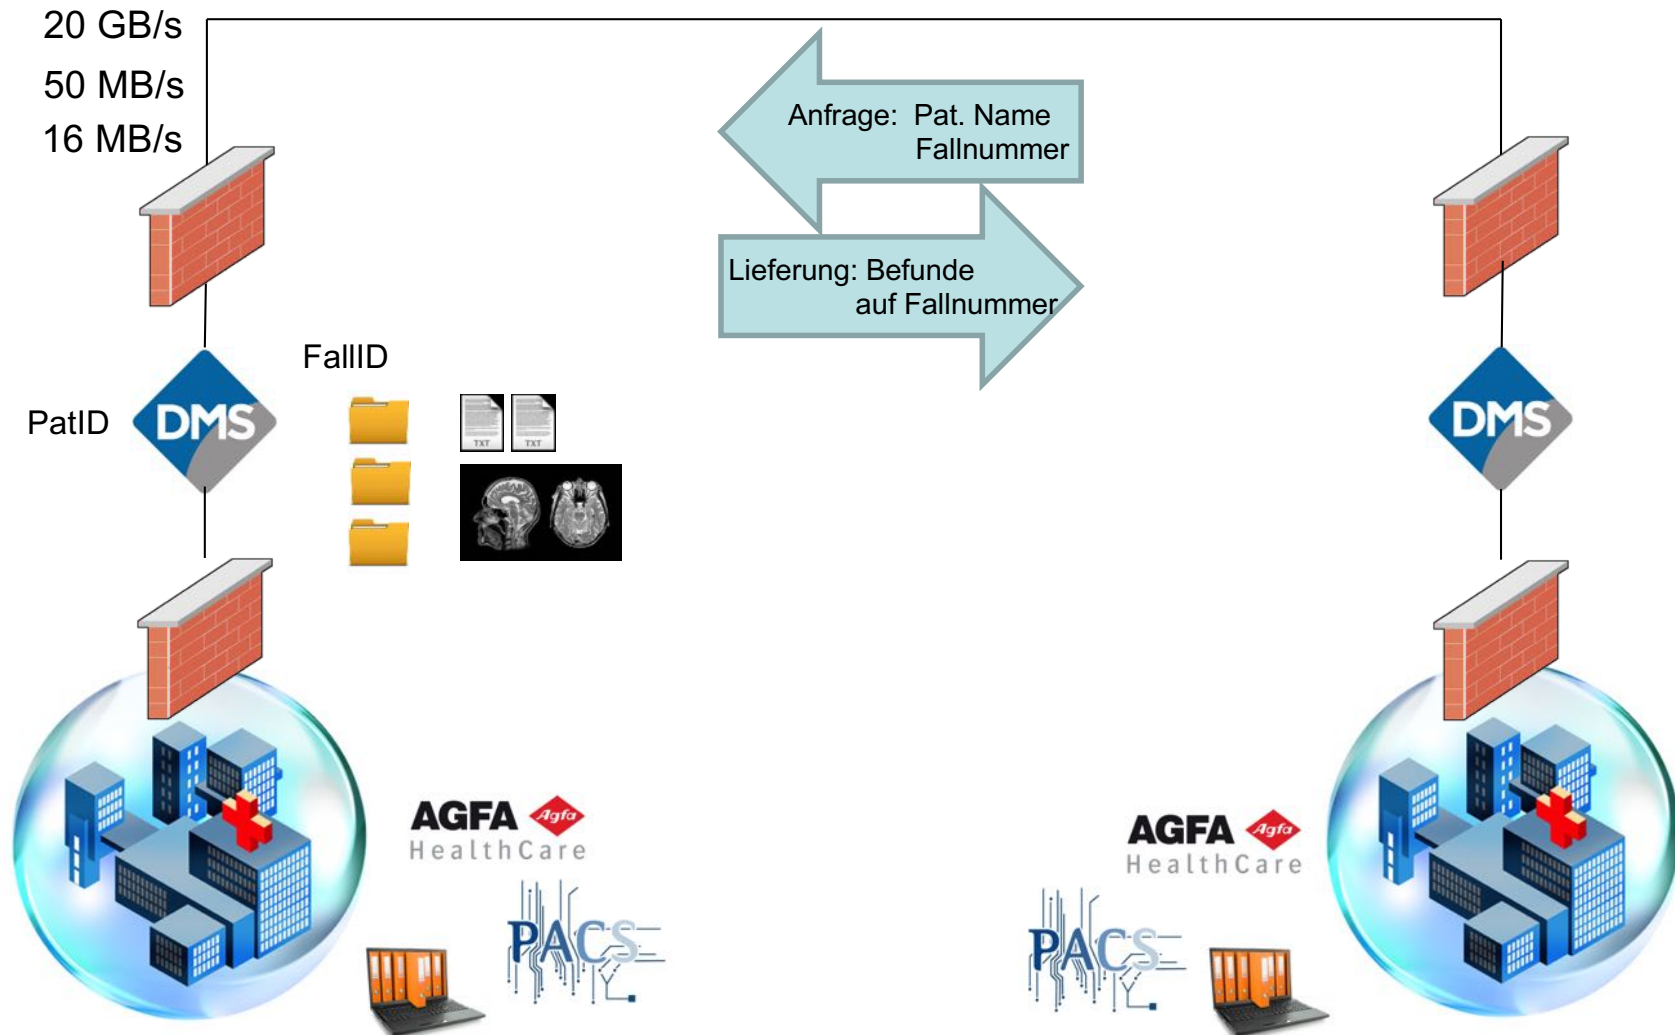 20 GB/s
50 MB/s
16 MB/s
Anfrage: Pat. Name
Fallnummer
Lieferung: Befunde
auf Fallnummer
FallID
PatID
DMS
DMS
TXT
TXT
AGFA Agfa
HealthCare
AGFA Agfa
HealthCare
PACS
PACS